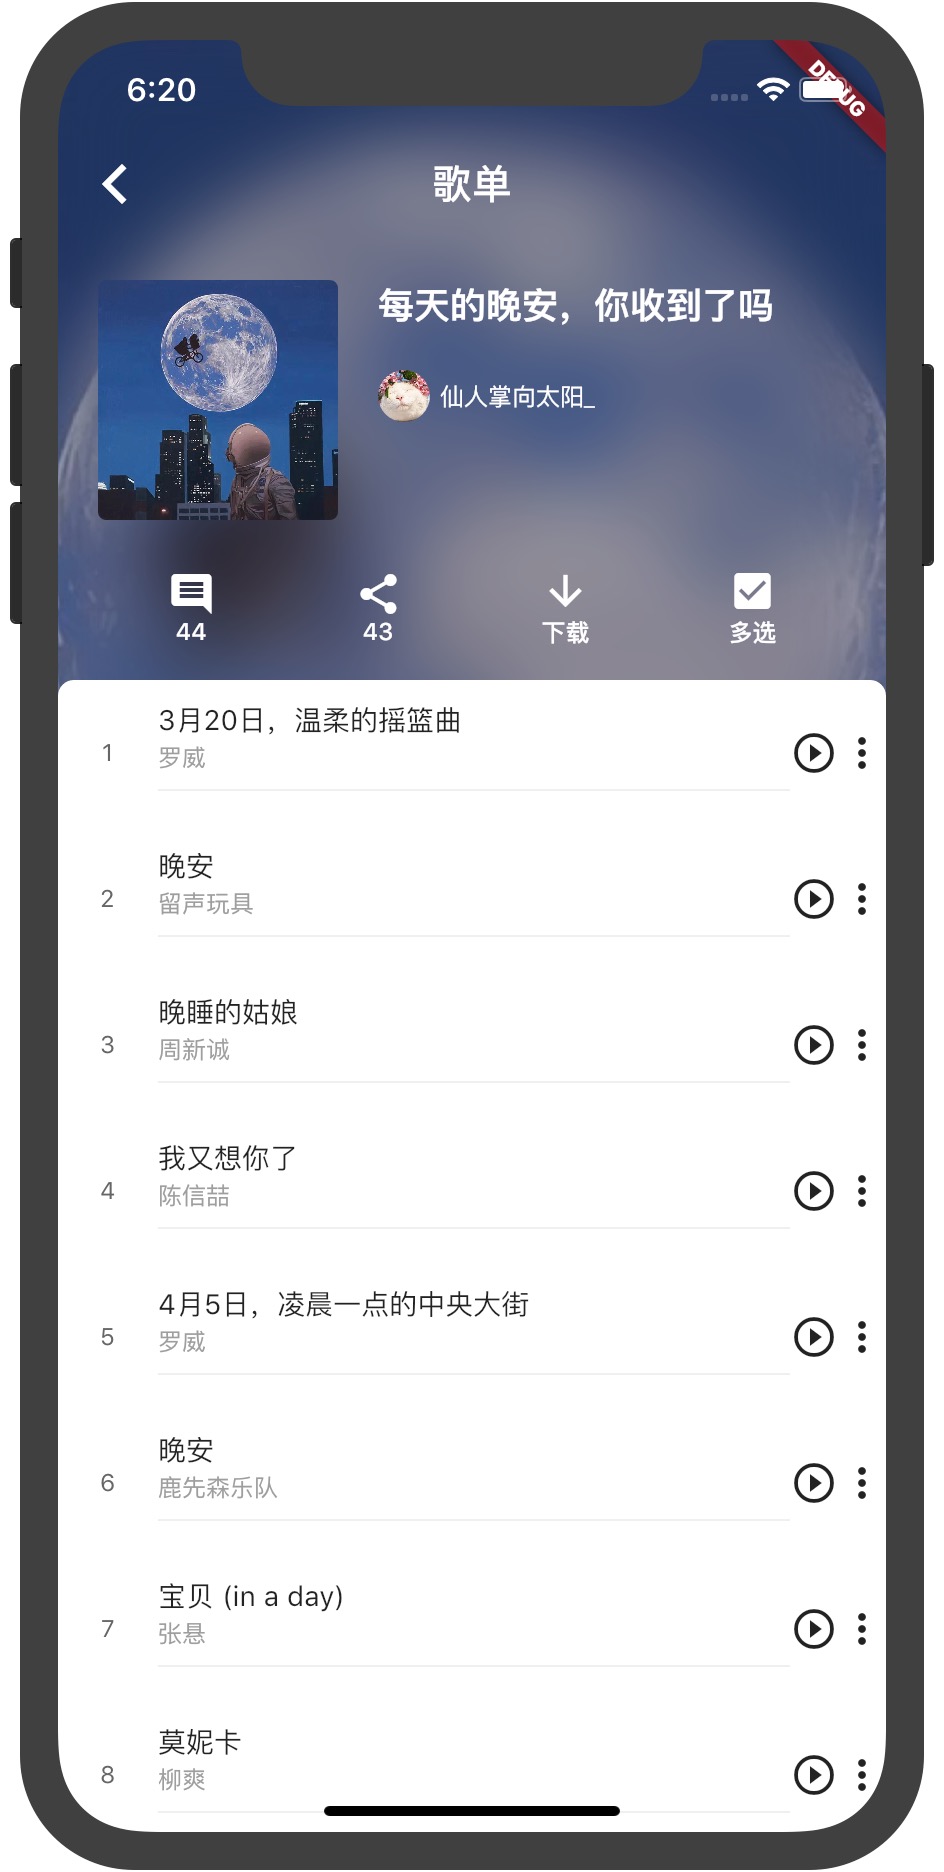 6:20
DEBUG
歌单
每天的晚安，你收到了吗
仙人掌向太阳_
44
43
下载
多选
1
3月20日，温柔的摇篮曲
罗威
2
晚安
留声玩具
3
晚睡的姑娘
周新诚
4
我又想你了
陈信喆
5
4月5日，凌晨一点的中央大街
罗威
6
晚安
鹿先森乐队
7
宝贝 (in a day)
张悬
8
莫妮卡
柳爽